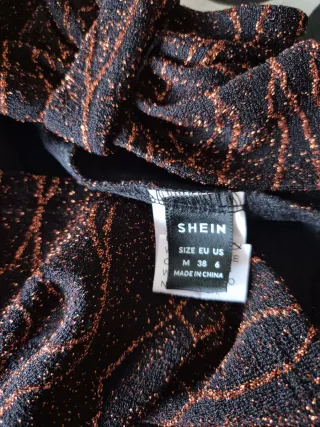 SHEIN
SIZE EU US
M 38 6
MADE IN CHINA